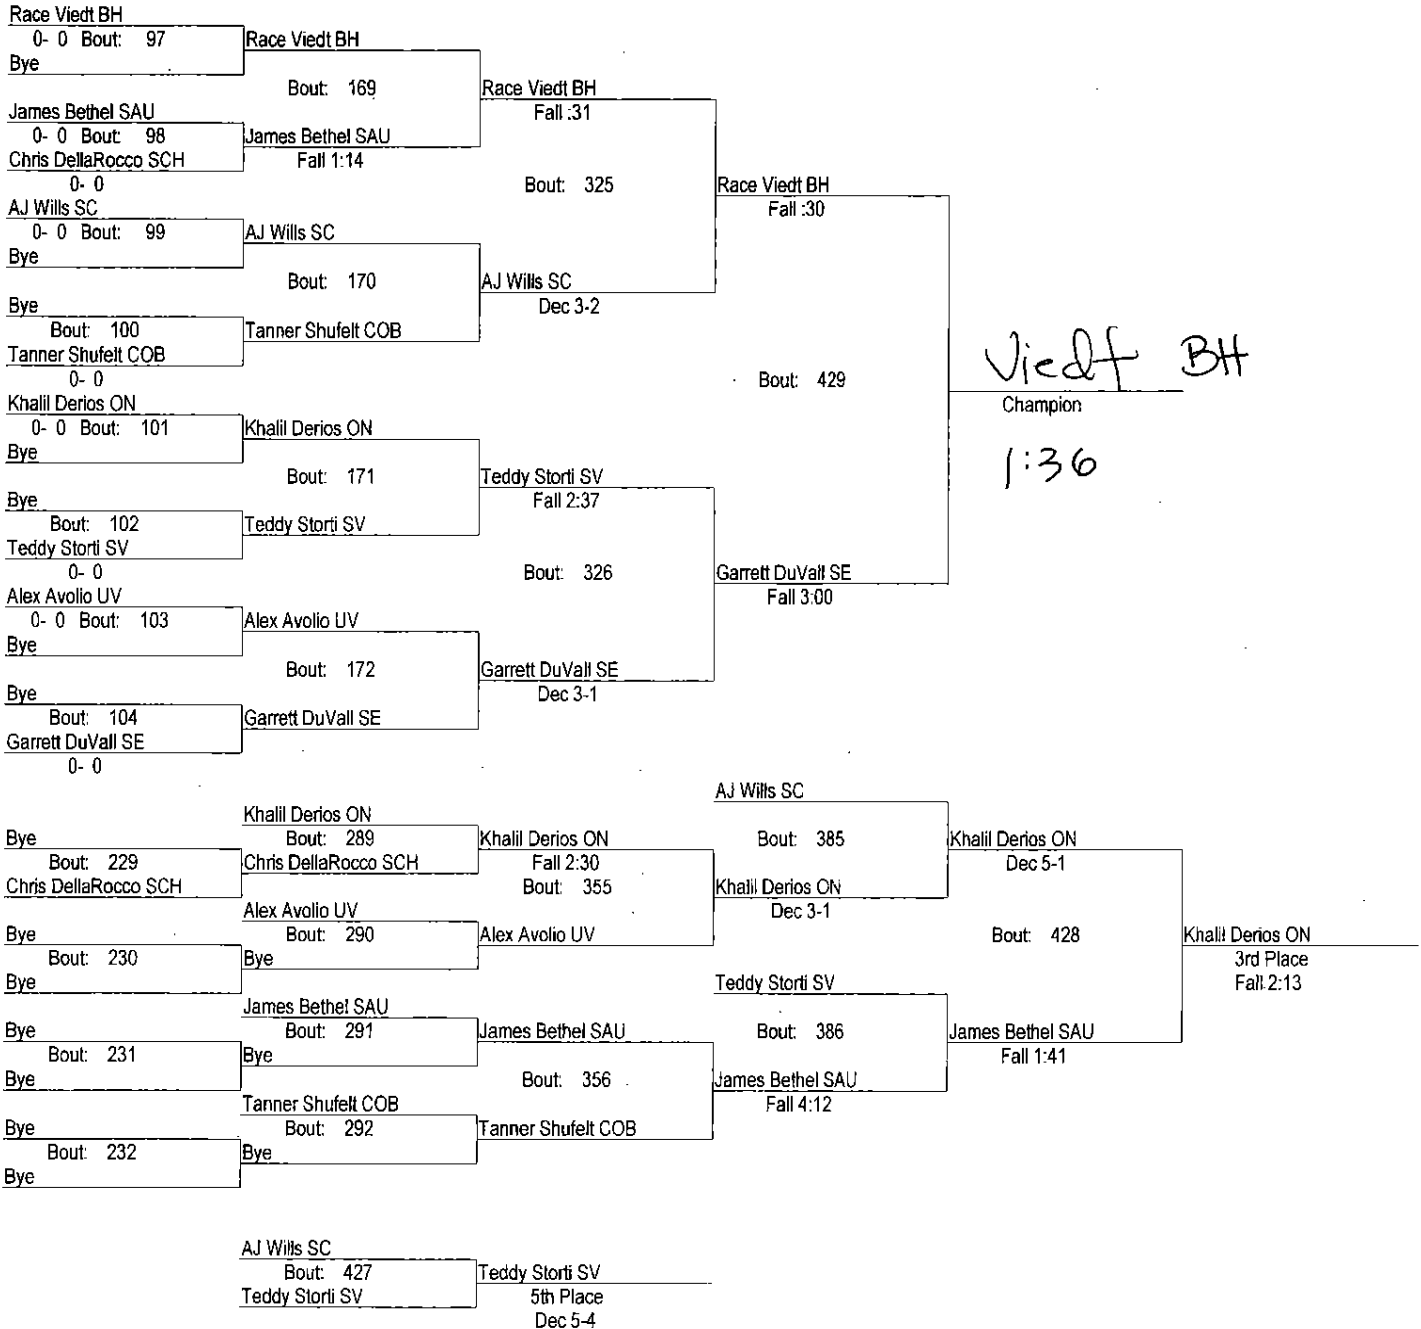 Race Viedt BH
0- 0 Bout: 97
Bye
Race Viedt BH
Bout: 169
James Bethel SAU
0- 0 Bout: 98
Chris DellaRocco SCH
0- 0
James Bethel SAU
Fall 1:14
Race Viedt BH
Fall :31
Bout: 325
AJ Wills SC
0- 0 Bout: 99
Bye
AJ Wills SC
Bout: 170
Bye
Bout: 100
Tanner Shufelt COB
0- 0
Tanner Shufelt COB
AJ Wills SC
Dec 3-2
Race Viedt BH
Fall :30
Bout: 429
Khalil Derios ON
0- 0 Bout: 101
Bye
Khalil Derios ON
Bout: 171
Bye
Bout: 102
Teddy Storti SV
0- 0
Teddy Storti SV
Teddy Storti SV
Fall 2:37
Bout: 326
Alex Avolio UV
0- 0 Bout: 103
Bye
Alex Avolio UV
Bout: 172
Bye
Bout: 104
Garrett DuVall SE
0- 0
Garrett DuVall SE
Garrett DuVall SE
Dec 3-1
Garrett DuVall SE
Fall 3:00
Viedt BH
Champion
1:36
Bye
Bout: 229
Chris DellaRocco SCH
Khalil Derios ON
Bout: 289
Chris DellaRocco SCH
Khalil Derios ON
Fall 2:30
Bout: 355
Bye
Bout: 230
Bye
Alex Avolio UV
Bout: 290
Bye
Alex Avolio UV
AJ Wills SC
Bout: 385
Khalil Derios ON
Dec 3-1
Khalil Derios ON
Dec 5-1
Bout: 428
Bye
Bout: 231
Bye
James Bethel SAU
Bout: 291
Bye
James Bethel SAU
Bout: 356
Bye
Bout: 232
Bye
Tanner Shufelt COB
Bout: 292
Bye
Tanner Shufelt COB
Teddy Storti SV
Bout: 386
James Bethel SAU
Fall 4:12
James Bethel SAU
Fall 1:41
Khalil Derios ON
3rd Place
Fall 2:13
AJ Wills SC
Bout: 427
Teddy Storti SV
Teddy Storti SV
5th Place
Dec 5-4